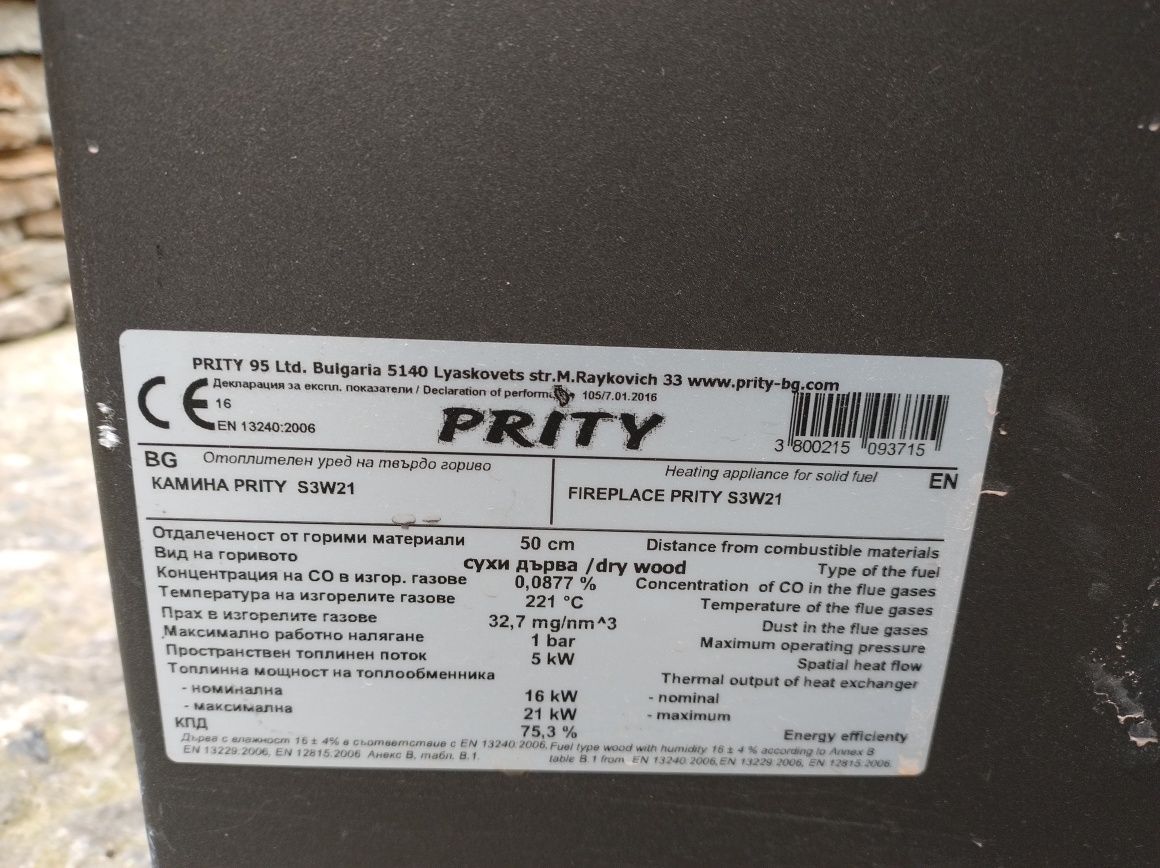 PRITY 95 Ltd. Bulgaria 5140 Lyaskovets str.M.Raykovich 33 www.prity-bg.com
CE Декларация за експл. показатели / Declaration of perform 105/7.01.2016
16
EN 13240:2006
PRITY
3 800215 093715
BG Отоплителен уред на твърдо гориво Heating appliance for solid fuel EN
КАМИНА PRITY S3W21 FIREPLACE PRITY S3W21
Отдалеченост от горими материали 50 cm Distance from combustible materials
Вид на горивото сухи дърва /dry wood Type of the fuel
Концентрация на СО в изгор. газове 0,0877 % Concentration of CO in the flue gases
Температура на изгорелите газове 221 °C Temperature of the flue gases
Прах в изгорелите газове 32,7 mg/nm^3 Dust in the flue gases
Максимално работно налягане 1 bar Maximum operating pressure
Пространствен топлинен поток 5 kW Spatial heat flow
Топлинна мощност на топлообменника Thermal output of heat exchanger
- номинална 16 kW - nominal
- максимална 21 kW - maximum
КПД 75,3 % Energy efficienty
Дърва с влажност 16 ± 4% в съответствие с EN 13240:2006, Fuel type wood with humidity 16 ± 4 % according to Annex B
EN 13229:2006, EN 12815:2006 Анекс В, табл. В.1. table B.1 from EN 13240:2006, EN 13229:2006, EN 12815:2006.